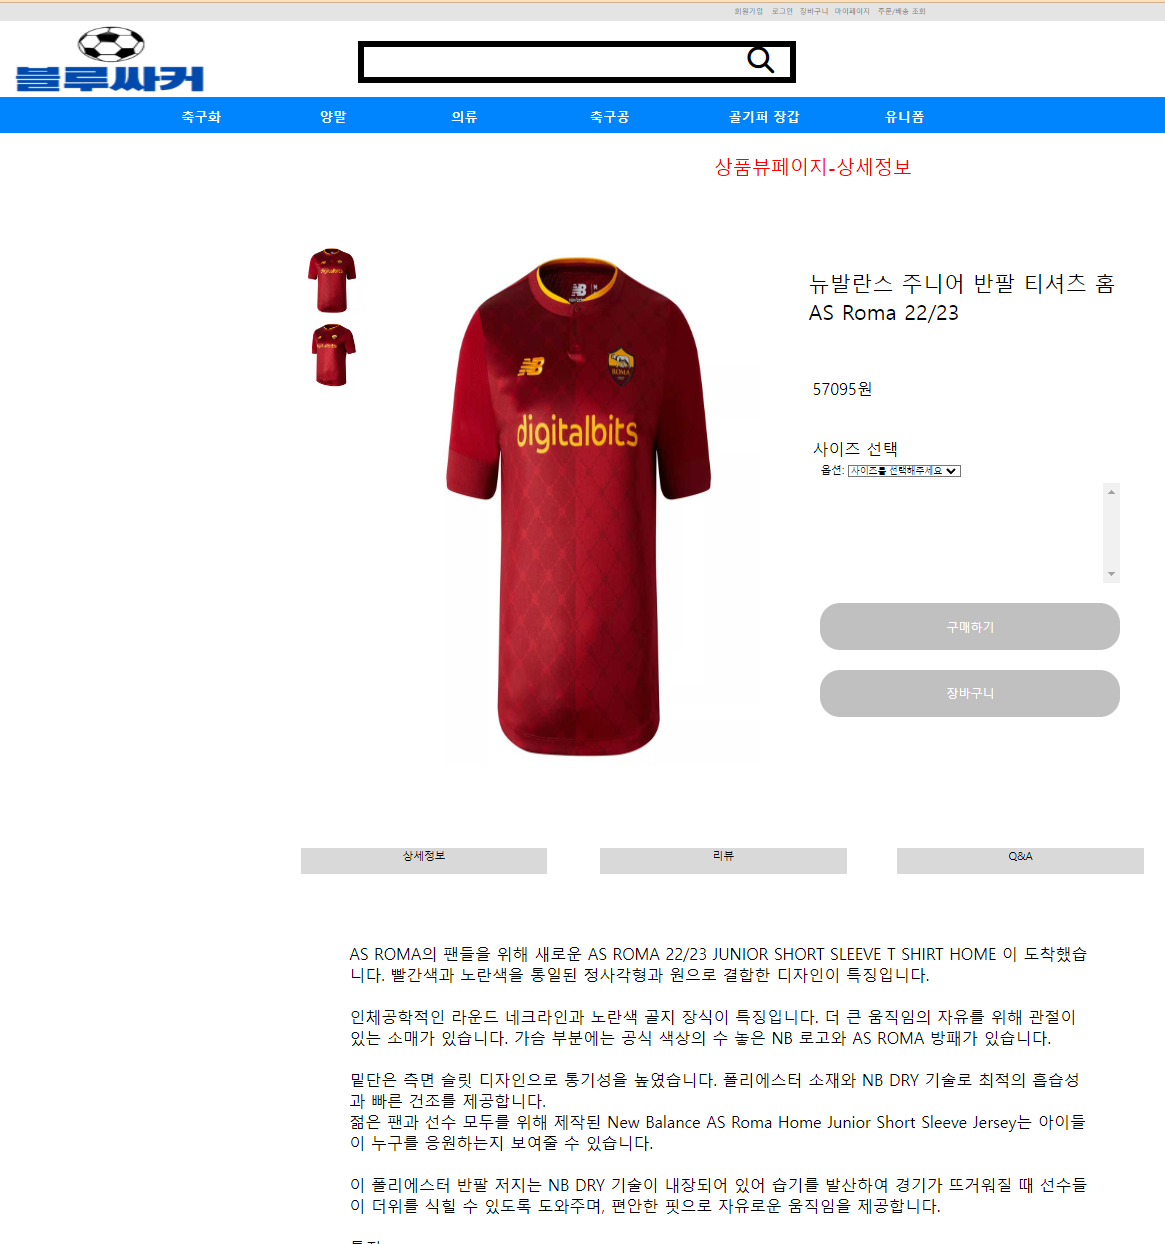 회원가입 로그인 장바구니 마이페이지 주문/배송 조회
블루싸커
축구화 양말 의류 축구공 골기퍼 장갑 유니폼
상품뷰페이지-상세정보
digitalbits
digitalbits
NB
NB
ROMA
digitalbits
뉴발란스 주니어 반팔 티셔츠 홈
AS Roma 22/23
57095원
사이즈 선택
옵션: 사이즈를 선택해주세요
구매하기
장바구니
상세정보 리뷰 Q&A
AS ROMA의 팬들을 위해 새로운 AS ROMA 22/23 JUNIOR SHORT SLEEVE T SHIRT HOME 이 도착했습
니다. 빨간색과 노란색을 통일된 정사각형과 원으로 결합한 디자인이 특징입니다.
인체공학적인 라운드 네크라인과 노란색 골지 장식이 특징입니다. 더 큰 움직임의 자유를 위해 관절이
있는 소매가 있습니다. 가슴 부분에는 공식 색상의 수 놓은 NB 로고와 AS ROMA 방패가 있습니다.
밑단은 측면 슬릿 디자인으로 통기성을 높였습니다. 폴리에스터 소재와 NB DRY 기술로 최적의 흡습성
과 빠른 건조를 제공합니다.
젊은 팬과 선수 모두를 위해 제작된 New Balance AS Roma Home Junior Short Sleeve Jersey는 아이들
이 누구를 응원하는지 보여줄 수 있습니다.
이 폴리에스터 반팔 저지는 NB DRY 기술이 내장되어 있어 습기를 발산하여 경기가 뜨거워질 때 선수들
이 더위를 식힐 수 있도록 도와주며, 편안한 핏으로 자유로운 움직임을 제공합니다.